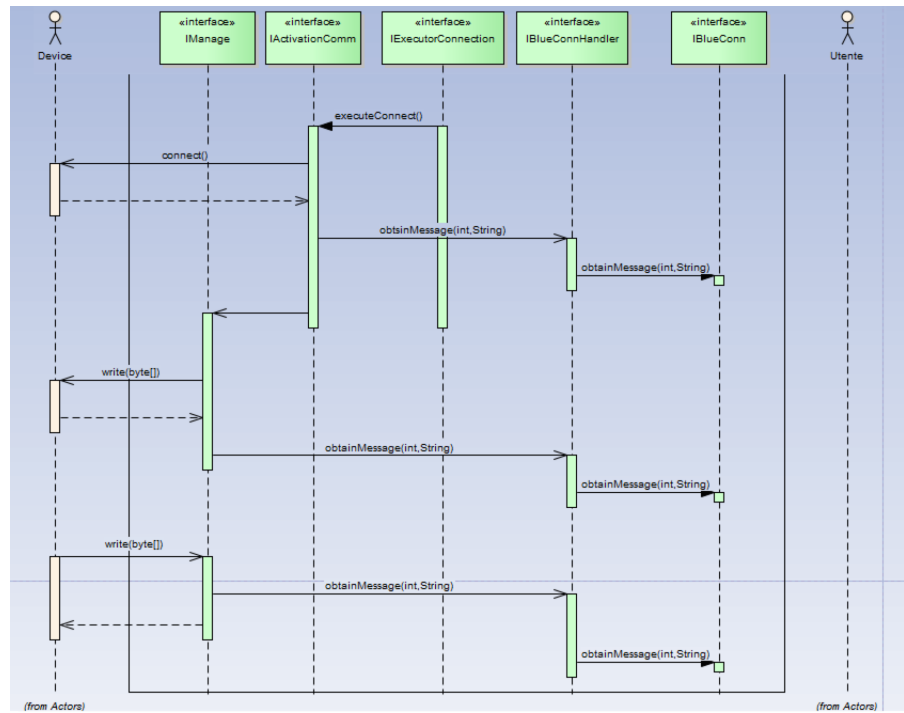 «interface» «interface» «interface» «interface» «interface»
IManage IActivationComm IExecutorConnection IBlueConnHandler IBlueConn
Device Utente
executeConnect()
connect()
obtsinMessage(int,String)
obtainMessage(int,String)
write(byte[])
obtainMessage(int,String)
obtainMessage(int,String)
write(byte[])
obtainMessage(int,String)
obtainMessage(int,String)
(from Actors) (from Actors)